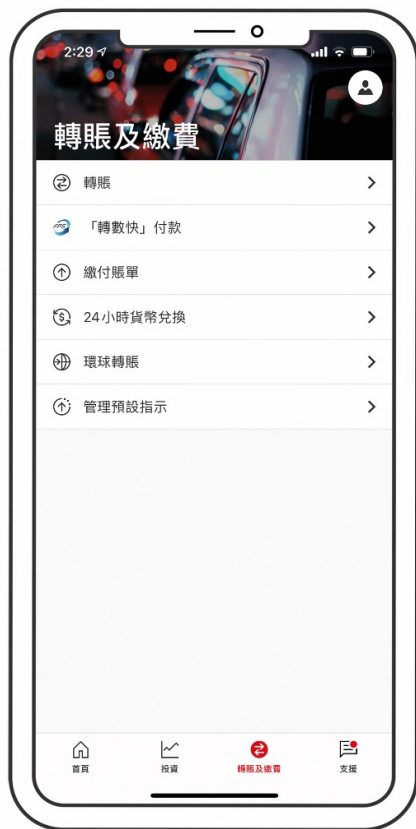 2:29
轉賬及繳費
轉賬
FPS 「轉數快」付款
繳付賬單
24小時貨幣兌換
環球轉賬
管理預設指示
首頁 投資 轉賬及繳費 支援